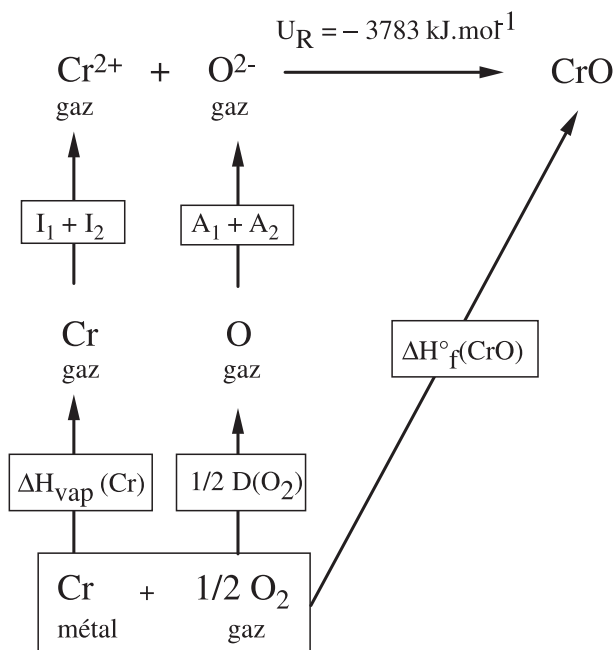 U_R = − 3783 kJ.mol⁻¹
Cr²⁺ + O²⁻ CrO
gaz gaz
I₁ + I₂ A₁ + A₂
Cr O
gaz gaz
ΔH°f(CrO)
ΔH_vap (Cr) 1/2 D(O₂)
Cr + 1/2 O₂
métal gaz